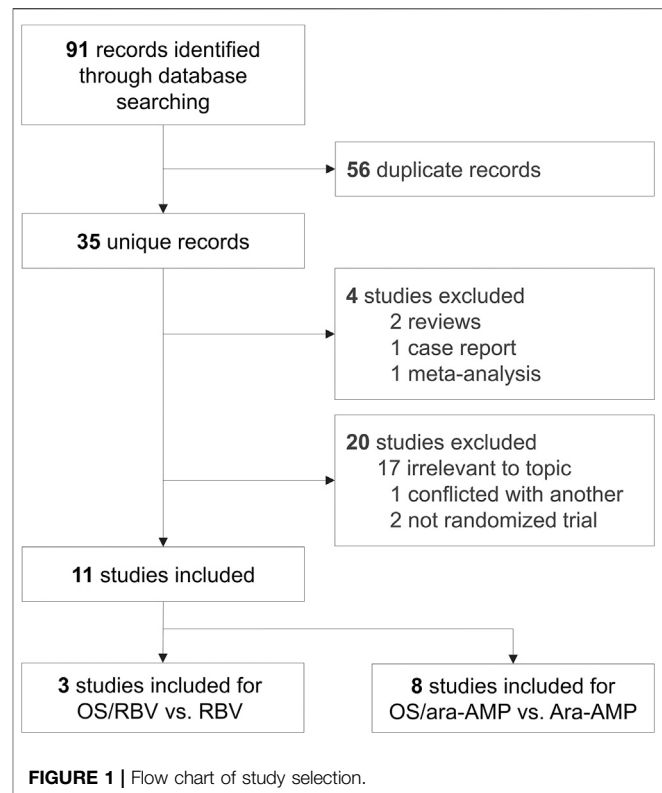 91 records identified
through database
searching
56 duplicate records
35 unique records
4 studies excluded
2 reviews
1 case report
1 meta-analysis
20 studies excluded
17 irrelevant to topic
1 conflicted with another
2 not randomized trial
11 studies included
3 studies included for
OS/RBV vs. RBV
8 studies included for
OS/ara-AMP vs. Ara-AMP
FIGURE 1 | Flow chart of study selection.